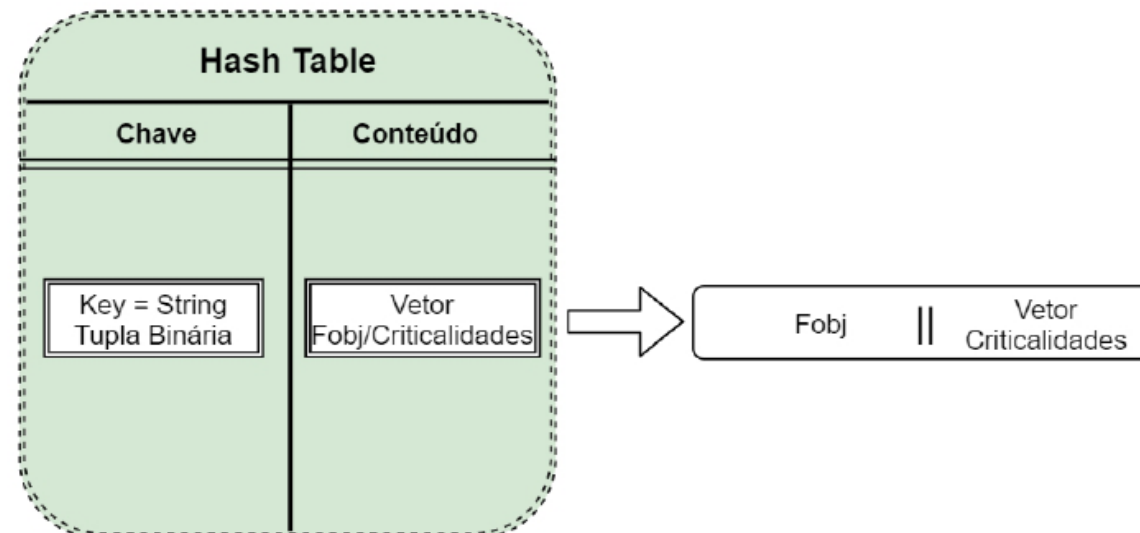 Hash Table
Chave
Conteúdo
Key = String
Tupla Binária
Vetor
Fobj/Criticalidades
Fobj
||
Vetor
Criticalidades